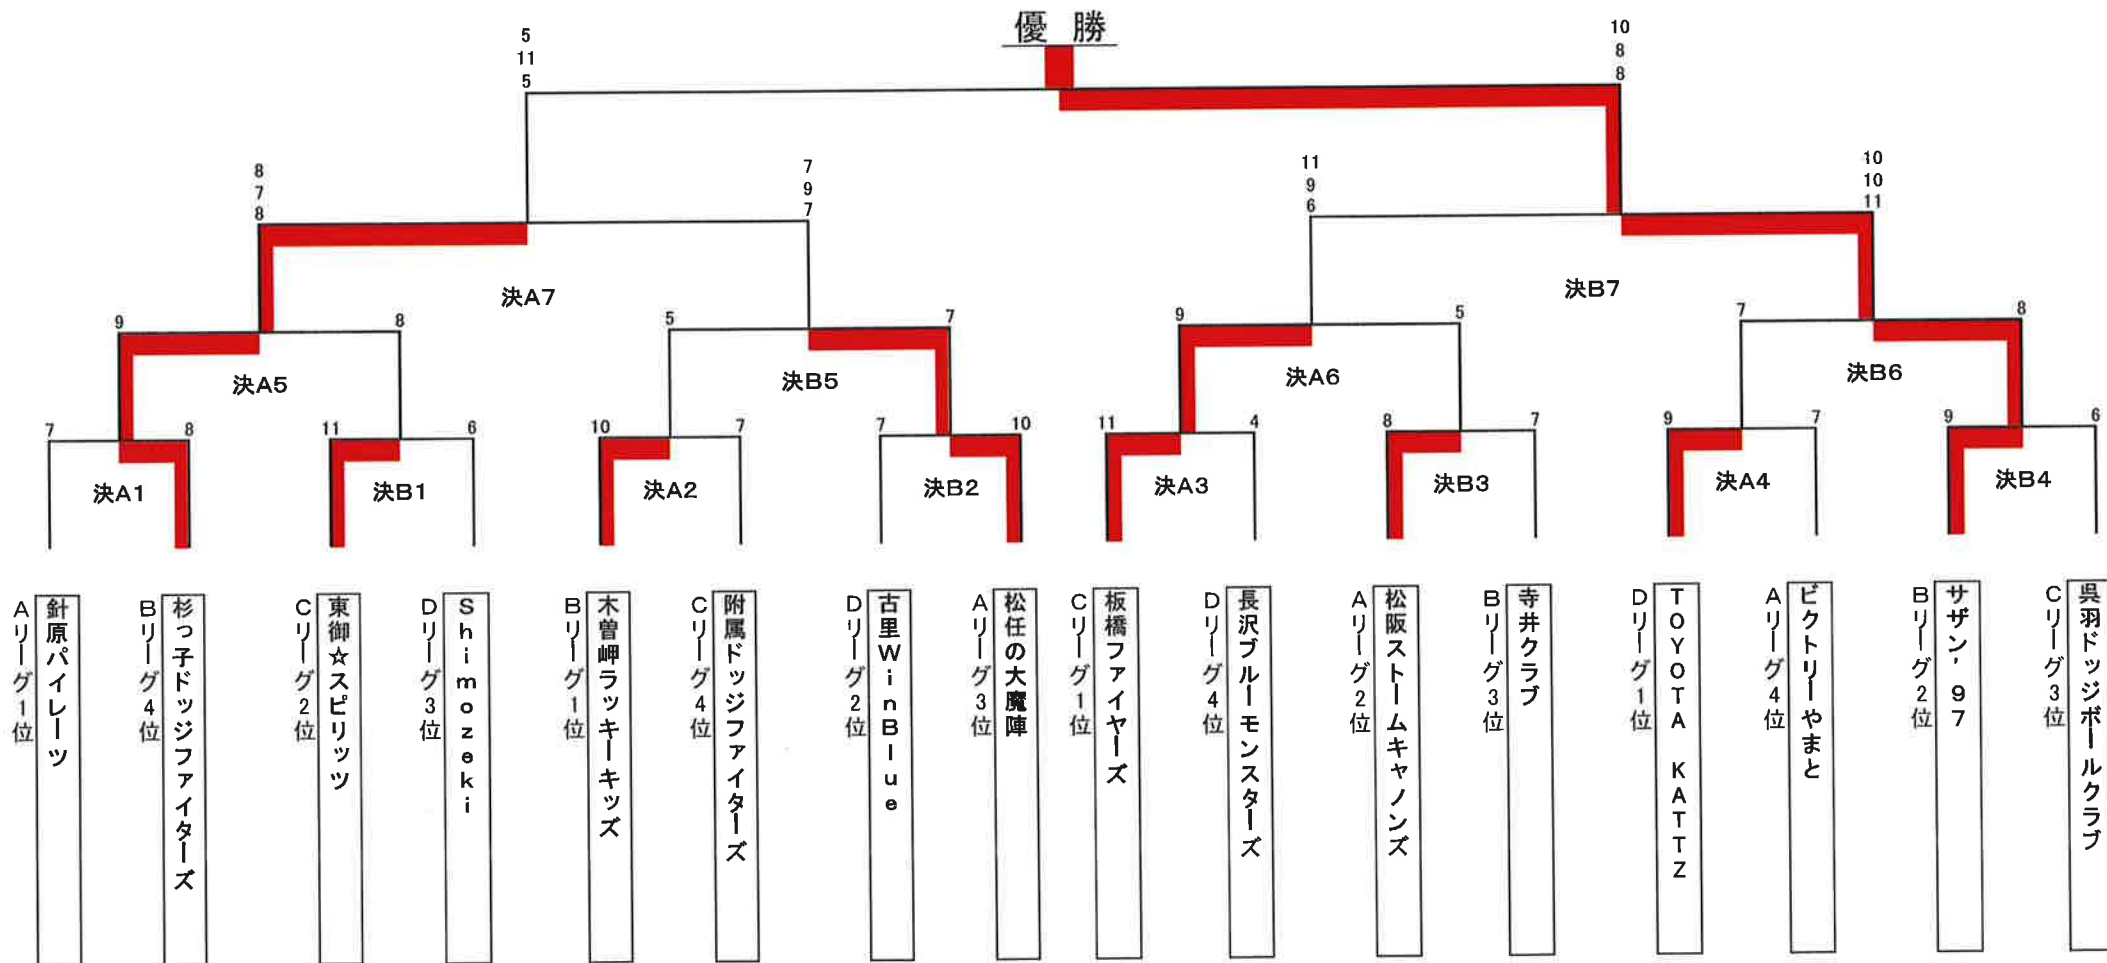 優 勝
5
11
5
10
8
8
8
7
8
7
9
7
11
9
6
10
10
11
決A7
決B7
9
8
5
7
9
5
7
8
決A5
決B5
決A6
決B6
7
8
11
6
10
7
7
10
11
4
8
7
9
7
9
6
決A1
決B1
決A2
決B2
決A3
決B3
決A4
決B4
Aリーグ1位
針原パイレーツ
Bリーグ4位
杉っ子ドッジファイターズ
Cリーグ2位
東御☆スピリッツ
Dリーグ3位
Shimozeki
Bリーグ1位
木曽岬ラッキーキッズ
Cリーグ4位
附属ドッジファイターズ
Dリーグ2位
古里WinBlue
Aリーグ3位
松任の大魔陣
Cリーグ1位
板橋ファイヤーズ
Dリーグ4位
長沢ブルーモンスターズ
Aリーグ2位
松阪ストームキャノンズ
Bリーグ3位
寺井クラブ
Dリーグ1位
TOYOTA KATTZ
Aリーグ4位
ビクトリーやまと
Bリーグ2位
サザン'97
Cリーグ3位
呉羽ドッジボールクラブ